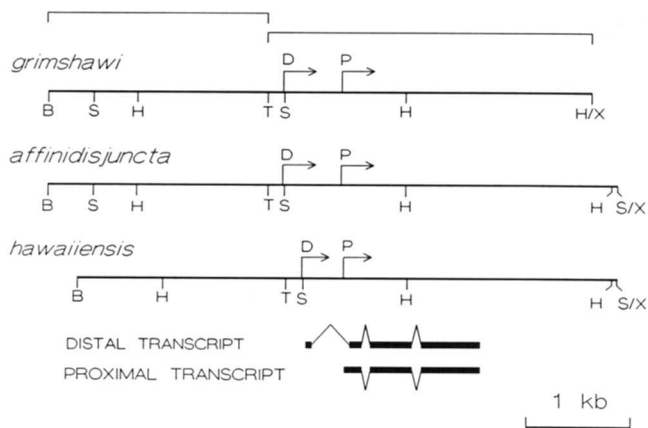 grimshawi
D P
B S H T S H H/X
affinidisjuncta
D P
B S H T S H H S/X
hawaiiensis
D P
B H T S H H S/X
DISTAL TRANSCRIPT
PROXIMAL TRANSCRIPT
1 kb